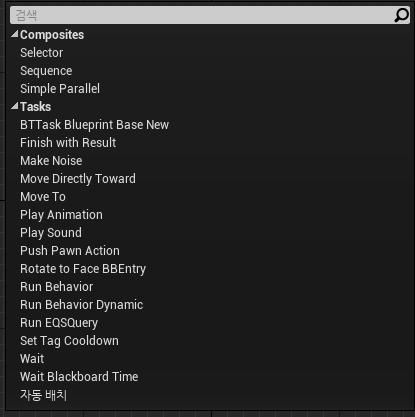 검색
Composites
Selector
Sequence
Simple Parallel
Tasks
BTTask Blueprint Base New
Finish with Result
Make Noise
Move Directly Toward
Move To
Play Animation
Play Sound
Push Pawn Action
Rotate to Face BBEntry
Run Behavior
Run Behavior Dynamic
Run EQSQuery
Set Tag Cooldown
Wait
Wait Blackboard Time
자동 배치